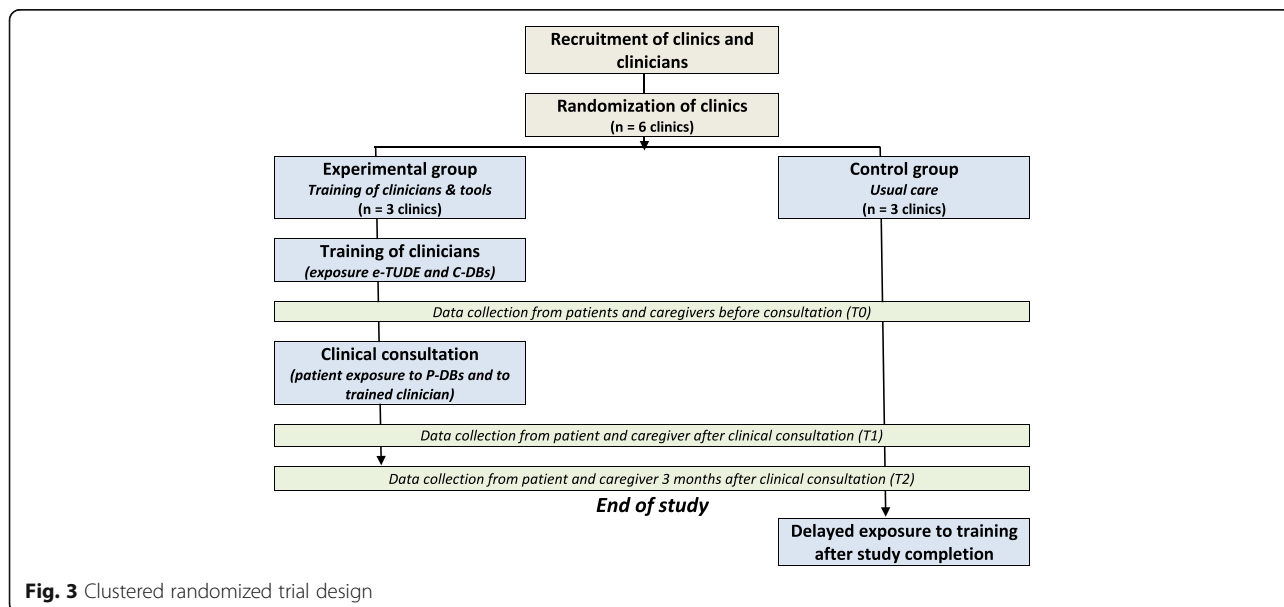 Recruitment of clinics and
clinicians
Randomization of clinics
(n = 6 clinics)
Experimental group
Training of clinicians & tools
(n = 3 clinics)
Control group
Usual care
(n = 3 clinics)
Training of clinicians
(exposure e-TUDE and C-DBs)
Data collection from patients and caregivers before consultation (T0)
Clinical consultation
(patient exposure to P-DBs and to
trained clinician)
Data collection from patient and caregiver after clinical consultation (T1)
Data collection from patient and caregiver 3 months after clinical consultation (T2)
End of study
Delayed exposure to training
after study completion
Fig. 3 Clustered randomized trial design